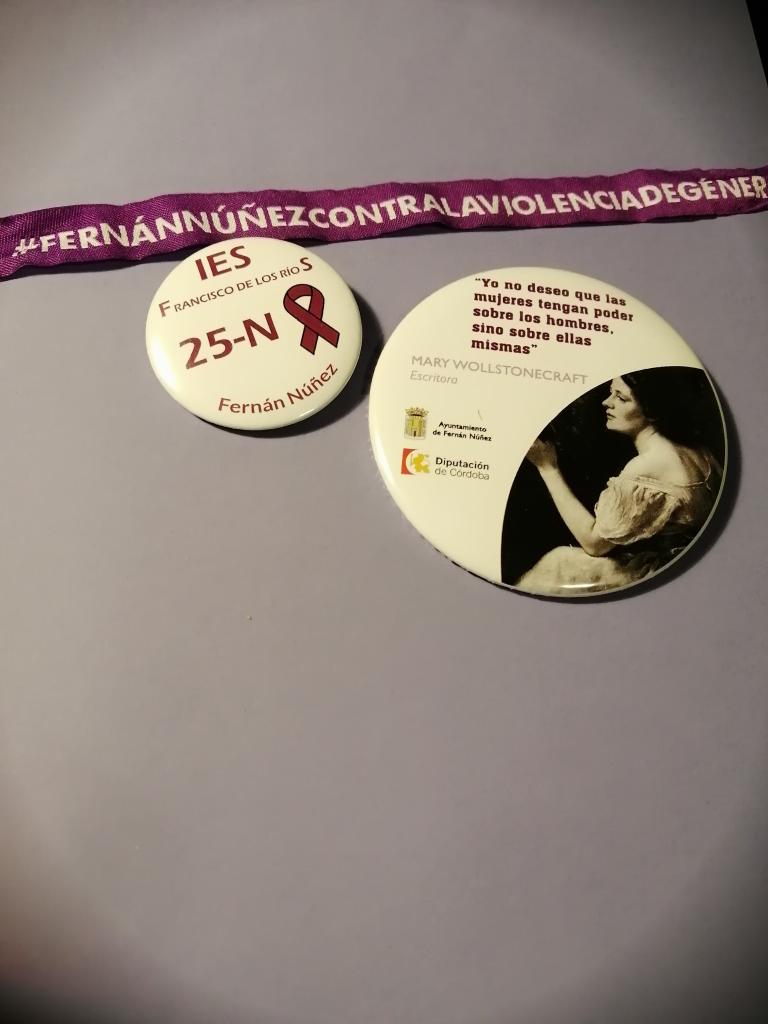 #FERNÁNNÚÑEZCONTRALAVIOLENCIADEGÉNER
IES
FRANCISCO DE LOS RÍOS
25-N
Fernán Núñez
"Yo no deseo que las
mujeres tengan poder
sobre los hombres,
sino sobre ellas
mismas"
MARY WOLLSTONECRAFT
Escritora
Ayuntamiento
de Fernán Núñez
Diputación
de Córdoba